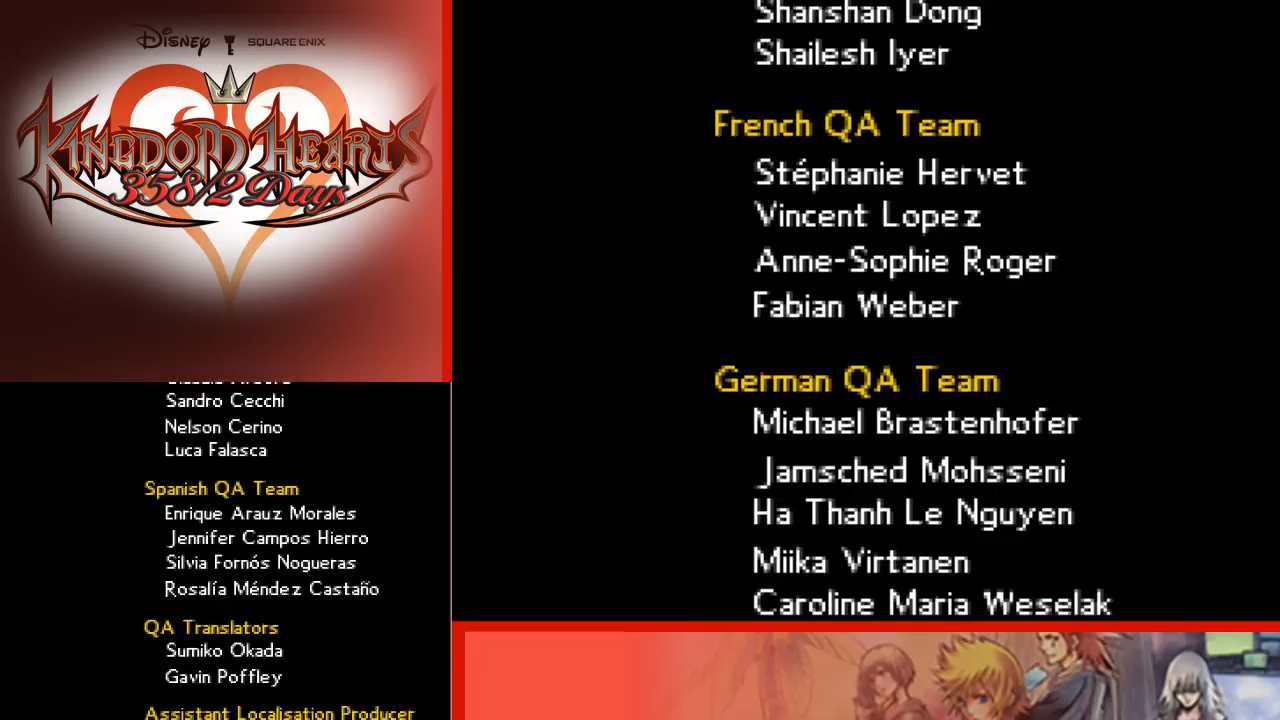 Disney SQUARE ENIX
KINGDOM HEARTS
358/2 Days
Sandro Cecchi
Nelson Cerino
Luca Falasca
Spanish QA Team
Enrique Arauz Morales
Jennifer Campos Hierro
Silvia Fornós Nogueras
Rosalía Méndez Castaño
QA Translators
Sumiko Okada
Gavin Poffley
Assistant Localisation Producer
Shanshan Dong
Shailesh Iyer
French QA Team
Stéphanie Hervet
Vincent Lopez
Anne-Sophie Roger
Fabian Weber
German QA Team
Michael Brastenhofer
Jamsched Mohsseni
Ha Thanh Le Nguyen
Miika Virtanen
Caroline Maria Weselak